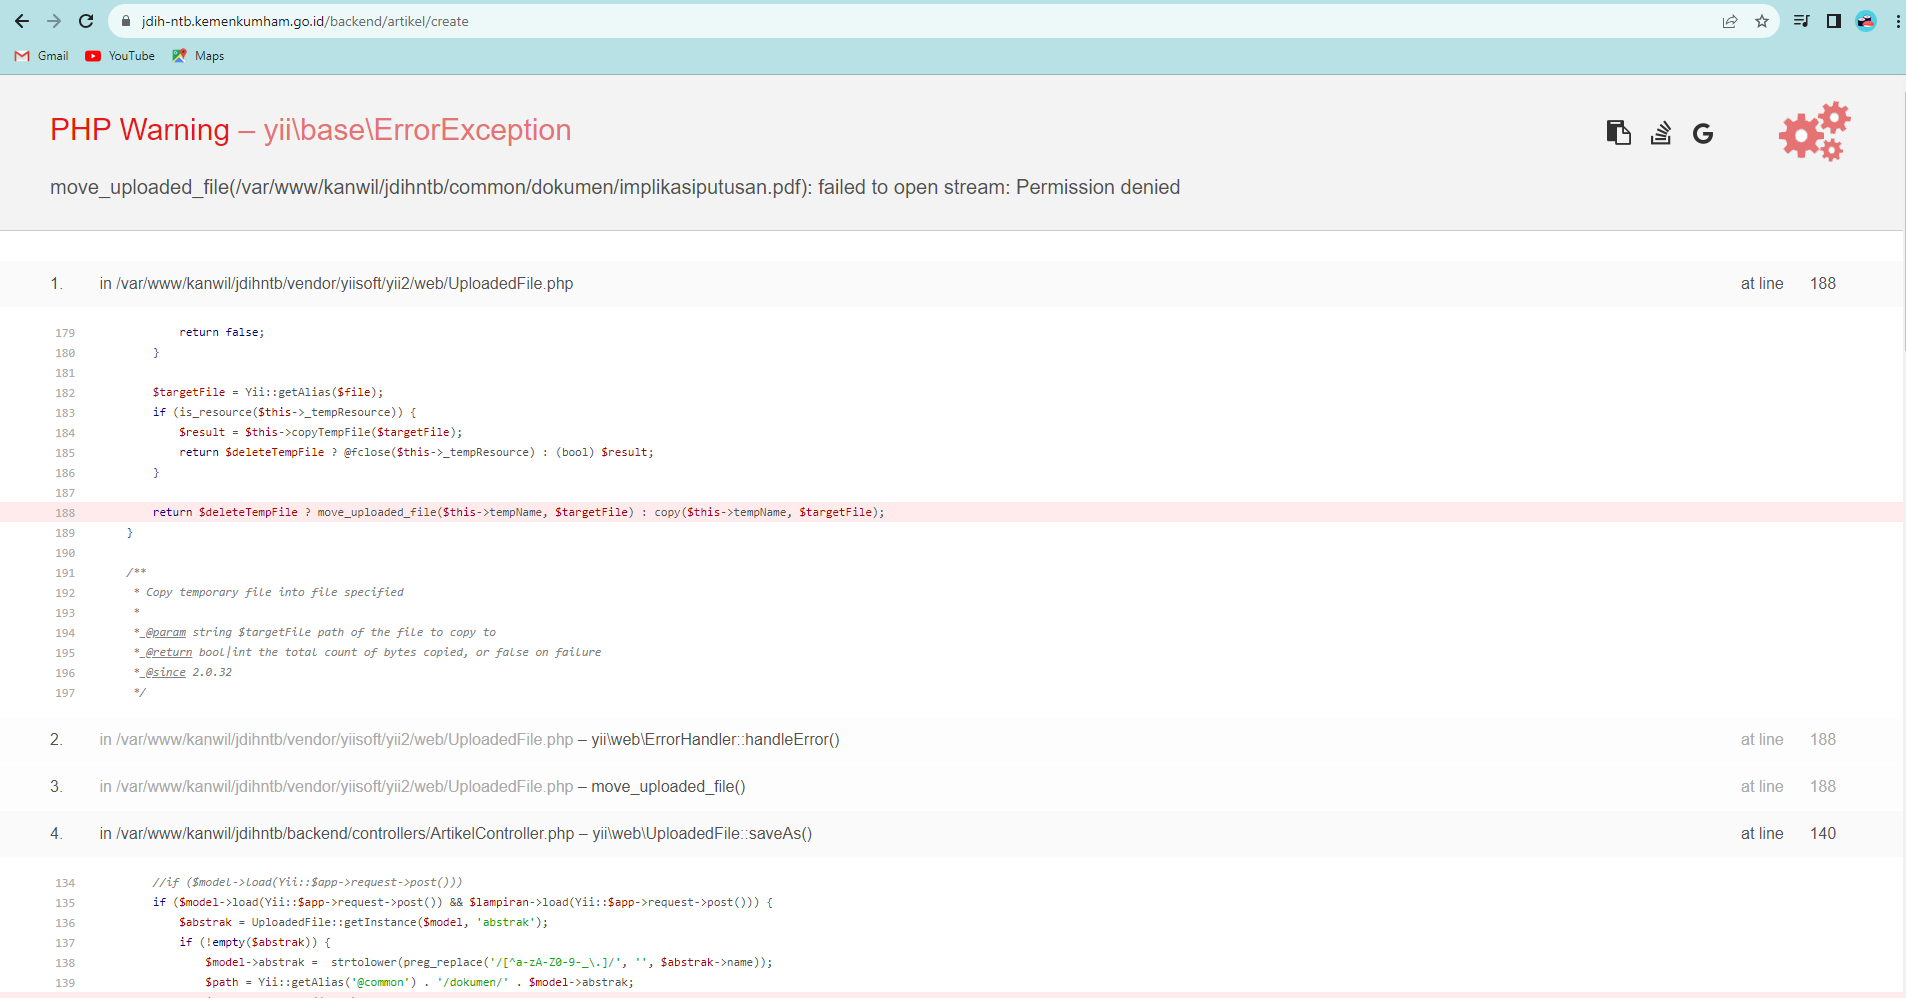 jdih-ntb.kemenkumham.go.id/backend/artikel/create
Gmail YouTube Maps
PHP Warning – yii\base\ErrorException
move_uploaded_file(/var/www/kanwil/jdihntb/common/dokumen/implikasiputusan.pdf): failed to open stream: Permission denied
1. in /var/www/kanwil/jdihntb/vendor/yiisoft/yii2/web/UploadedFile.php at line 188
179             return false;
180         }
181
182         $targetFile = Yii::getAlias($file);
183         if (is_resource($this->_tempResource)) {
184             $result = $this->copyTempFile($targetFile);
185             return $deleteTempFile ? @fclose($this->_tempResource) : (bool) $result;
186         }
187
188         return $deleteTempFile ? move_uploaded_file($this->tempName, $targetFile) : copy($this->tempName, $targetFile);
189     }
190
191     /**
192      * Copy temporary file into file specified
193      *
194      * @param string $targetFile path of the file to copy to
195      * @return bool|int the total count of bytes copied, or false on failure
196      * @since 2.0.32
197      */
2. in /var/www/kanwil/jdihntb/vendor/yiisoft/yii2/web/UploadedFile.php – yii\web\ErrorHandler::handleError() at line 188
3. in /var/www/kanwil/jdihntb/vendor/yiisoft/yii2/web/UploadedFile.php – move_uploaded_file() at line 188
4. in /var/www/kanwil/jdihntb/backend/controllers/ArtikelController.php – yii\web\UploadedFile::saveAs() at line 140
134         //if ($model->load(Yii::$app->request->post()))
135         if ($model->load(Yii::$app->request->post()) && $lampiran->load(Yii::$app->request->post())) {
136             $abstrak = UploadedFile::getInstance($model, 'abstrak');
137             if (!empty($abstrak)) {
138                 $model->abstrak =  strtolower(preg_replace('/[^a-zA-Z0-9-_\.]/', '', $abstrak->name));
139                 $path = Yii::getAlias('@common') . '/dokumen/' . $model->abstrak;